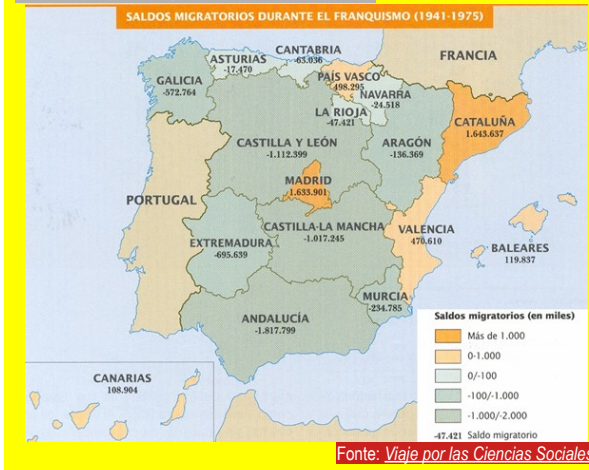 SALDOS MIGRATORIOS DURANTE EL FRANQUISMO (1941-1975)
CANTABRIA
-63.036
ASTURIAS
-17.470
FRANCIA
GALICIA
-572.764
PAÍS VASCO
498.295
NAVARRA
-24.518
LA RIOJA
-47.421
CATALUÑA
1.643.637
CASTILLA Y LEÓN
-1.112.399
ARAGÓN
-136.369
MADRID
1.633.901
PORTUGAL
CASTILLA-LA MANCHA
-1.017.245
VALENCIA
470.610
EXTREMADURA
-695.639
BALEARES
119.837
MURCIA
-234.785
ANDALUCÍA
-1.817.799
CANARIAS
108.904
Saldos migratorios (en miles)
Más de 1.000
0-1.000
0/-100
-100/-1.000
-1.000/-2.000
-47.421 Saldo migratorio
Fonte: Viaje por las Ciencias Sociales